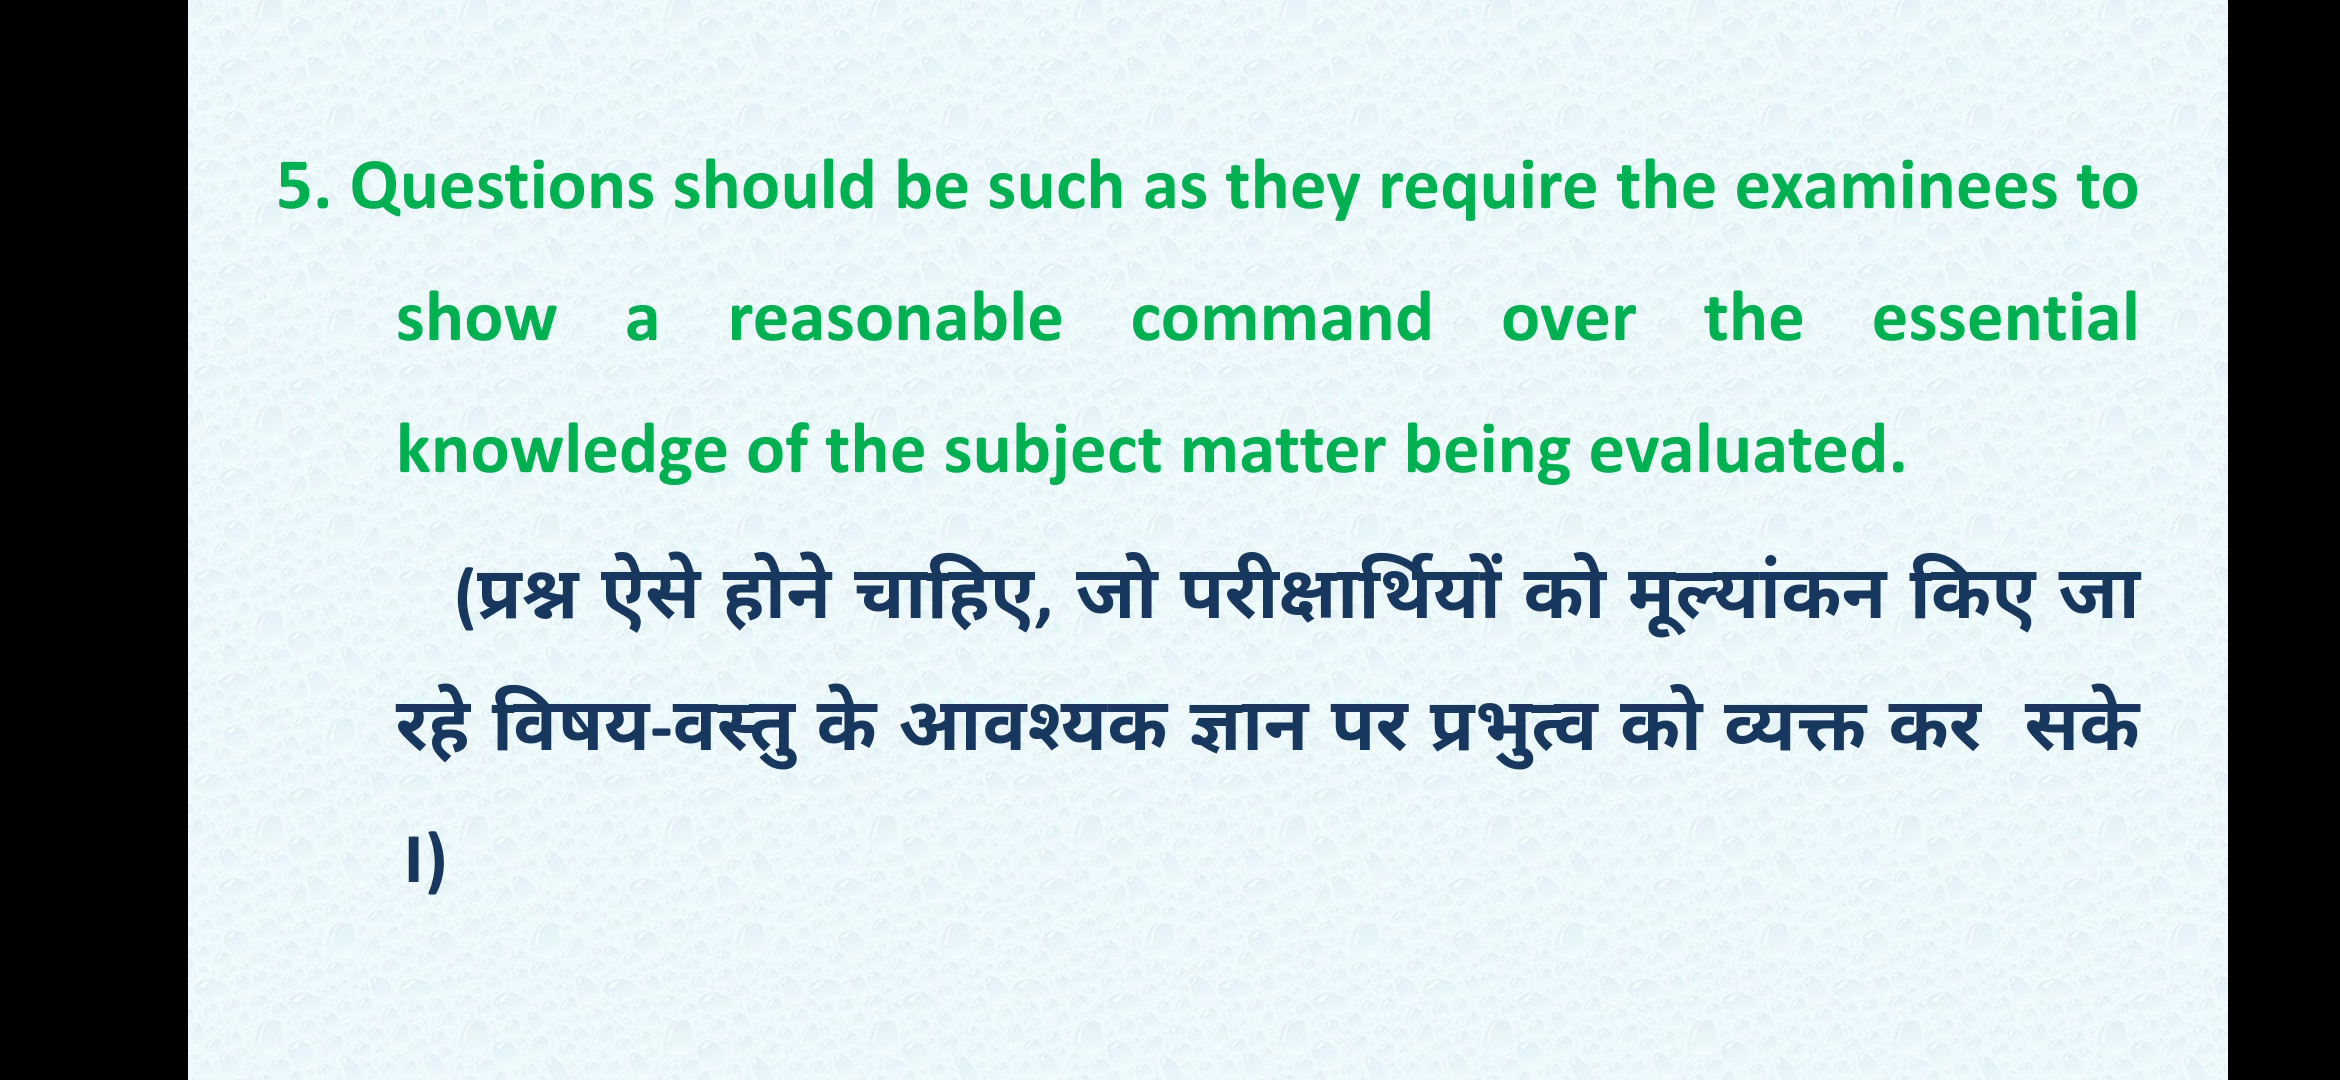 5. Questions should be such as they require the examinees to
show a reasonable command over the essential
knowledge of the subject matter being evaluated.
(प्रश्न ऐसे होने चाहिए, जो परीक्षार्थियों को मूल्यांकन किए जा
रहे विषय-वस्तु के आवश्यक ज्ञान पर प्रभुत्व को व्यक्त कर सके
।)